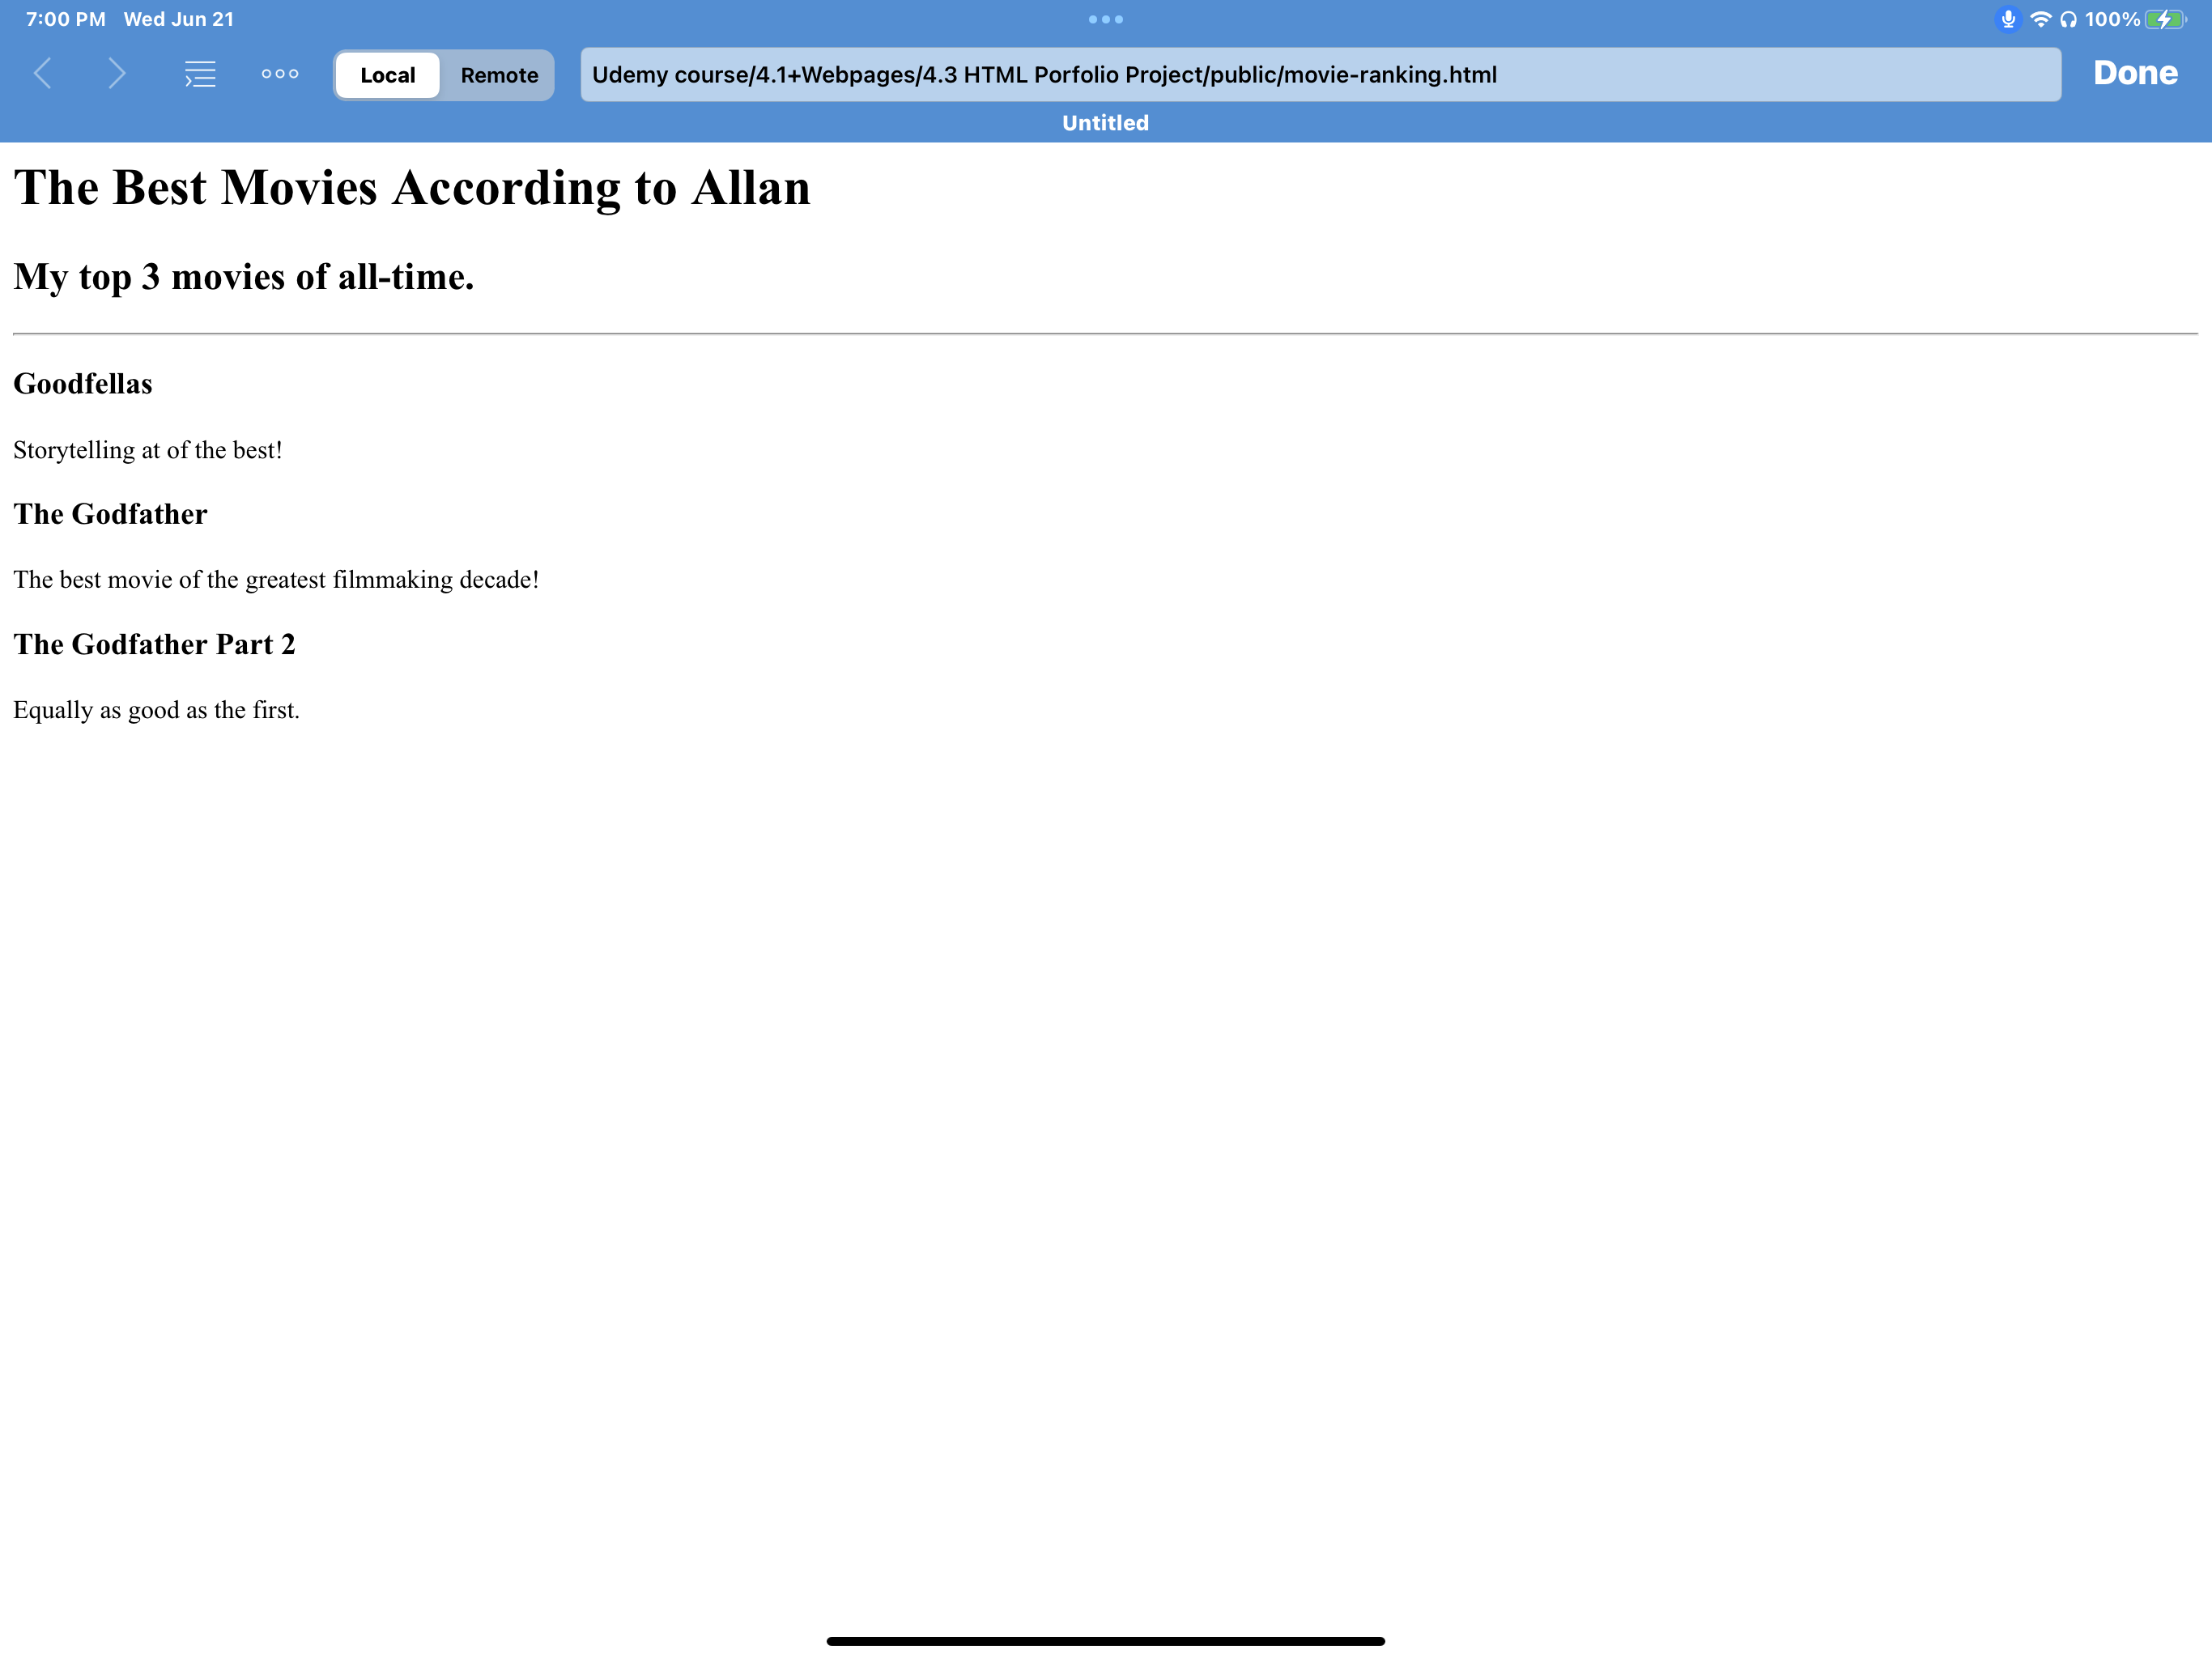 7:00 PM Wed Jun 21
100%
Local Remote Udemy course/4.1+Webpages/4.3 HTML Porfolio Project/public/movie-ranking.html Done
Untitled
The Best Movies According to Allan
My top 3 movies of all-time.
Goodfellas
Storytelling at of the best!
The Godfather
The best movie of the greatest filmmaking decade!
The Godfather Part 2
Equally as good as the first.